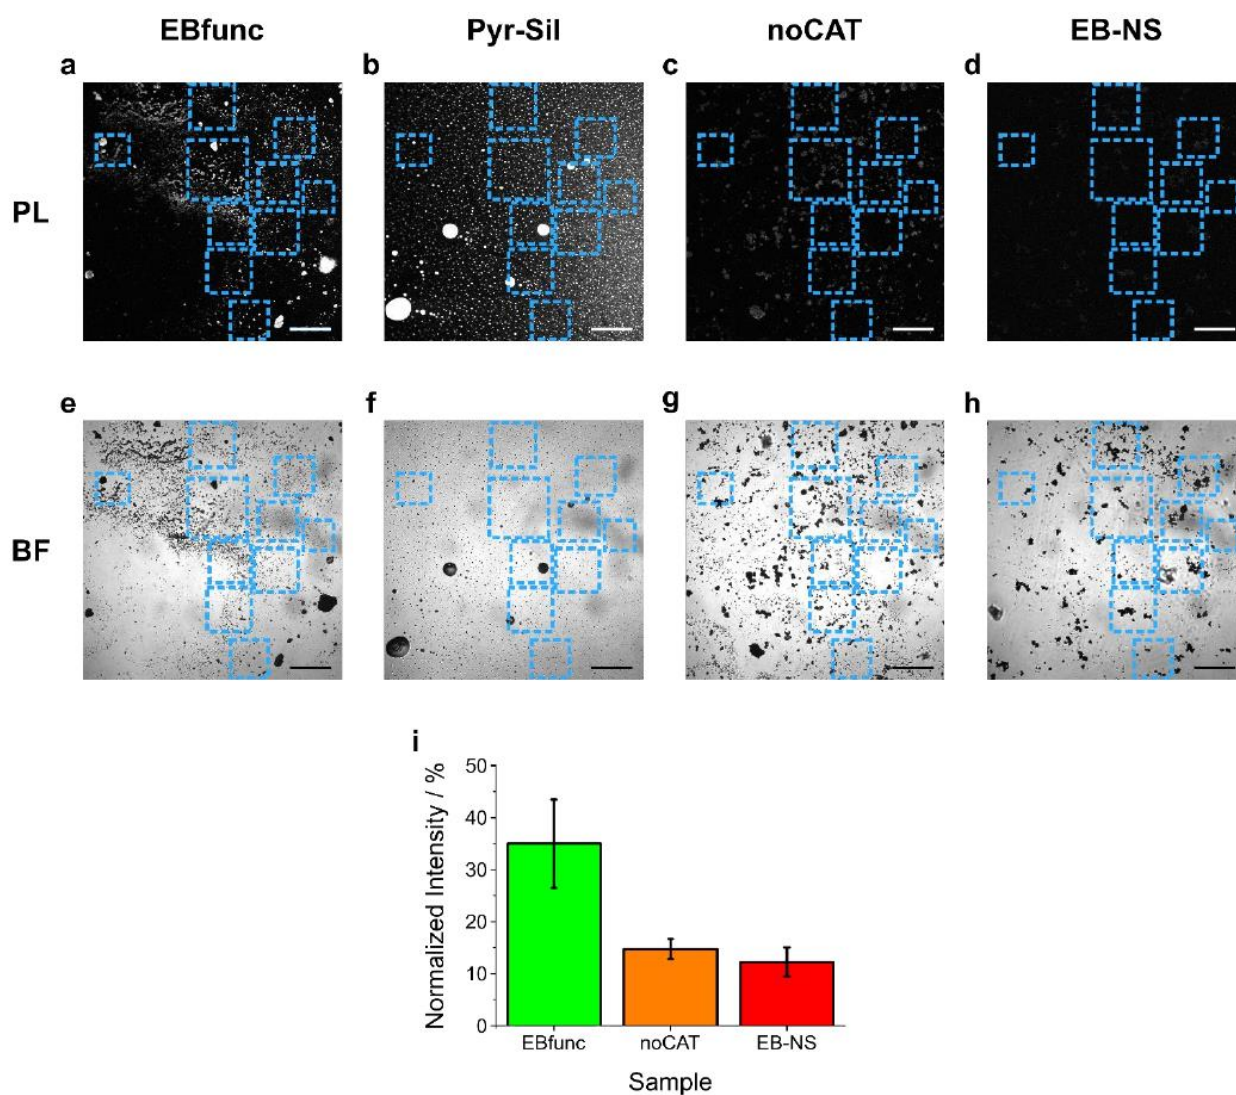 EBfunc Pyr-Sil noCAT EB-NS
a b c d
PL
e f g h
BF
i
50
40
30
20
10
0
Normalized Intensity / %
EBfunc noCAT EB-NS
Sample